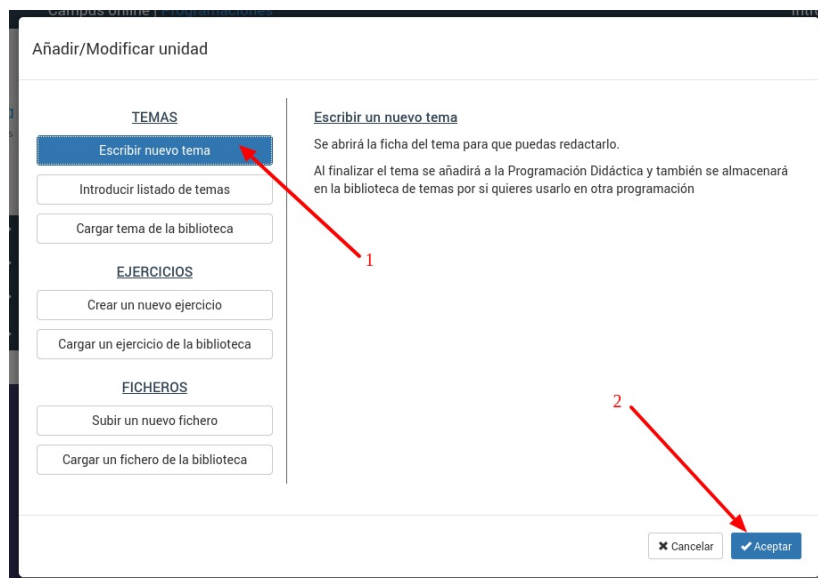 Campus online | Programaciones
Añadir/Modificar unidad
TEMAS
Escribir nuevo tema
Introducir listado de temas
Cargar tema de la biblioteca
EJERCICIOS
Crear un nuevo ejercicio
Cargar un ejercicio de la biblioteca
FICHEROS
Subir un nuevo fichero
Cargar un fichero de la biblioteca
Escribir un nuevo tema
Se abrirá la ficha del tema para que puedas redactarlo.
Al finalizar el tema se añadirá a la Programación Didáctica y también se almacenará
en la biblioteca de temas por si quieres usarlo en otra programación
1
2
Cancelar
Aceptar